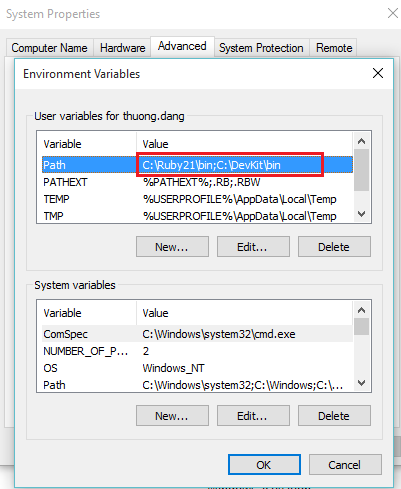 System Properties
Computer Name Hardware Advanced System Protection Remote
Environment Variables
User variables for thuong.dang
Variable Value
Path C:\Ruby21\bin;C:\DevKit\bin
PATHEXT %PATHEXT%;.RB;.RBW
TEMP %USERPROFILE%\AppData\Local\Temp
TMP %USERPROFILE%\AppData\Local\Temp
New... Edit... Delete
System variables
Variable Value
ComSpec C:\Windows\system32\cmd.exe
NUMBER_OF_P... 2
OS Windows_NT
Path C:\Windows\system32;C:\Windows;C:\...
New... Edit... Delete
OK Cancel